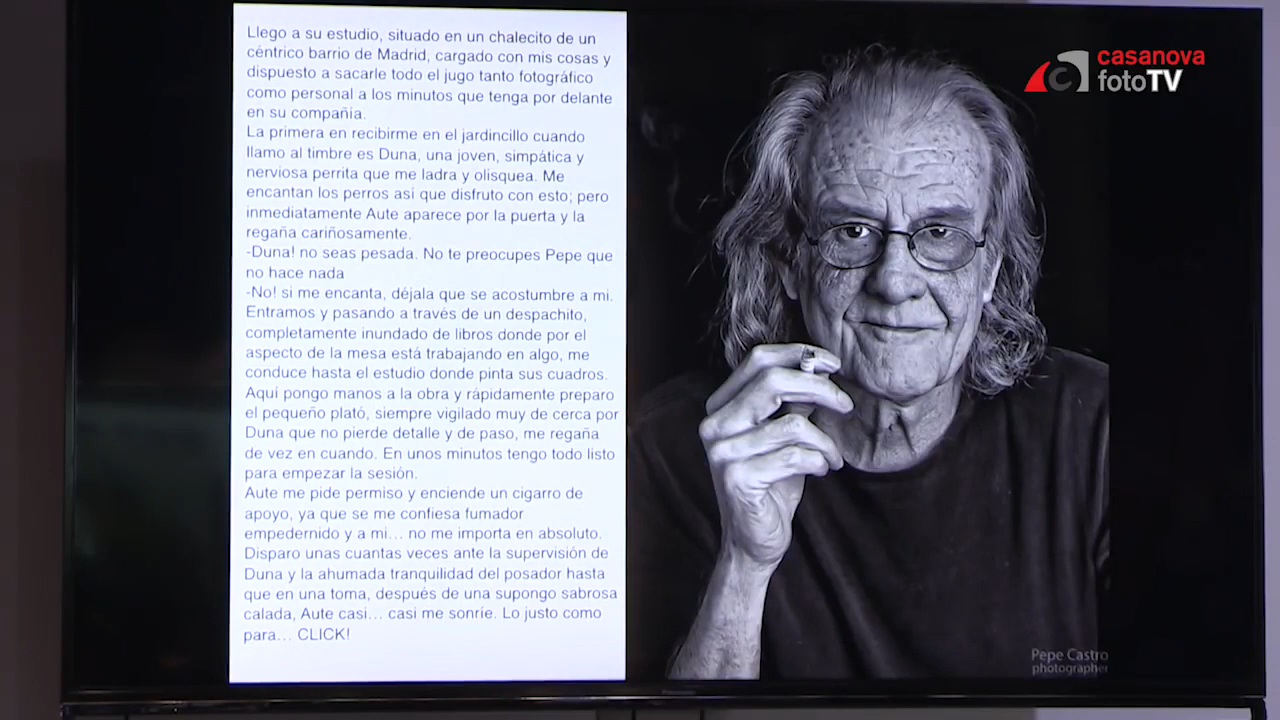 Llego a su estudio, situado en un chalecito de un
céntrico barrio de Madrid, cargado con mis cosas y
dispuesto a sacarle todo el jugo tanto fotográfico
como personal a los minutos que tenga por delante
en su compañía.
La primera en recibirme en el jardincillo cuando
llamo al timbre es Duna, una joven, simpática y
nerviosa perrita que me ladra y olisquea. Me
encantan los perros así que disfruto con esto; pero
inmediatamente Aute aparece por la puerta y la
regaña cariñosamente.
-Duna! no seas pesada. No te preocupes Pepe que
no hace nada
-No! si me encanta, déjala que se acostumbre a mi.
Entramos y pasando a través de un despachito,
completamente inundado de libros donde por el
aspecto de la mesa está trabajando en algo, me
conduce hasta el estudio donde pinta sus cuadros.
Aquí pongo manos a la obra y rápidamente preparo
el pequeño plató, siempre vigilado muy de cerca por
Duna que no pierde detalle y de paso, me regaña
de vez en cuando. En unos minutos tengo todo listo
para empezar la sesión.
Aute me pide permiso y enciende un cigarro de
apoyo, ya que se me confiesa fumador
empedernido y a mi... no me importa en absoluto.
Disparo unas cuantas veces ante la supervisión de
Duna y la ahumada tranquilidad del posador hasta
que en una toma, después de una supongo sabrosa
calada, Aute casi... casi me sonríe. Lo justo como
para... CLICK!
casanova
fotoTV
Pepe Castro
photographer